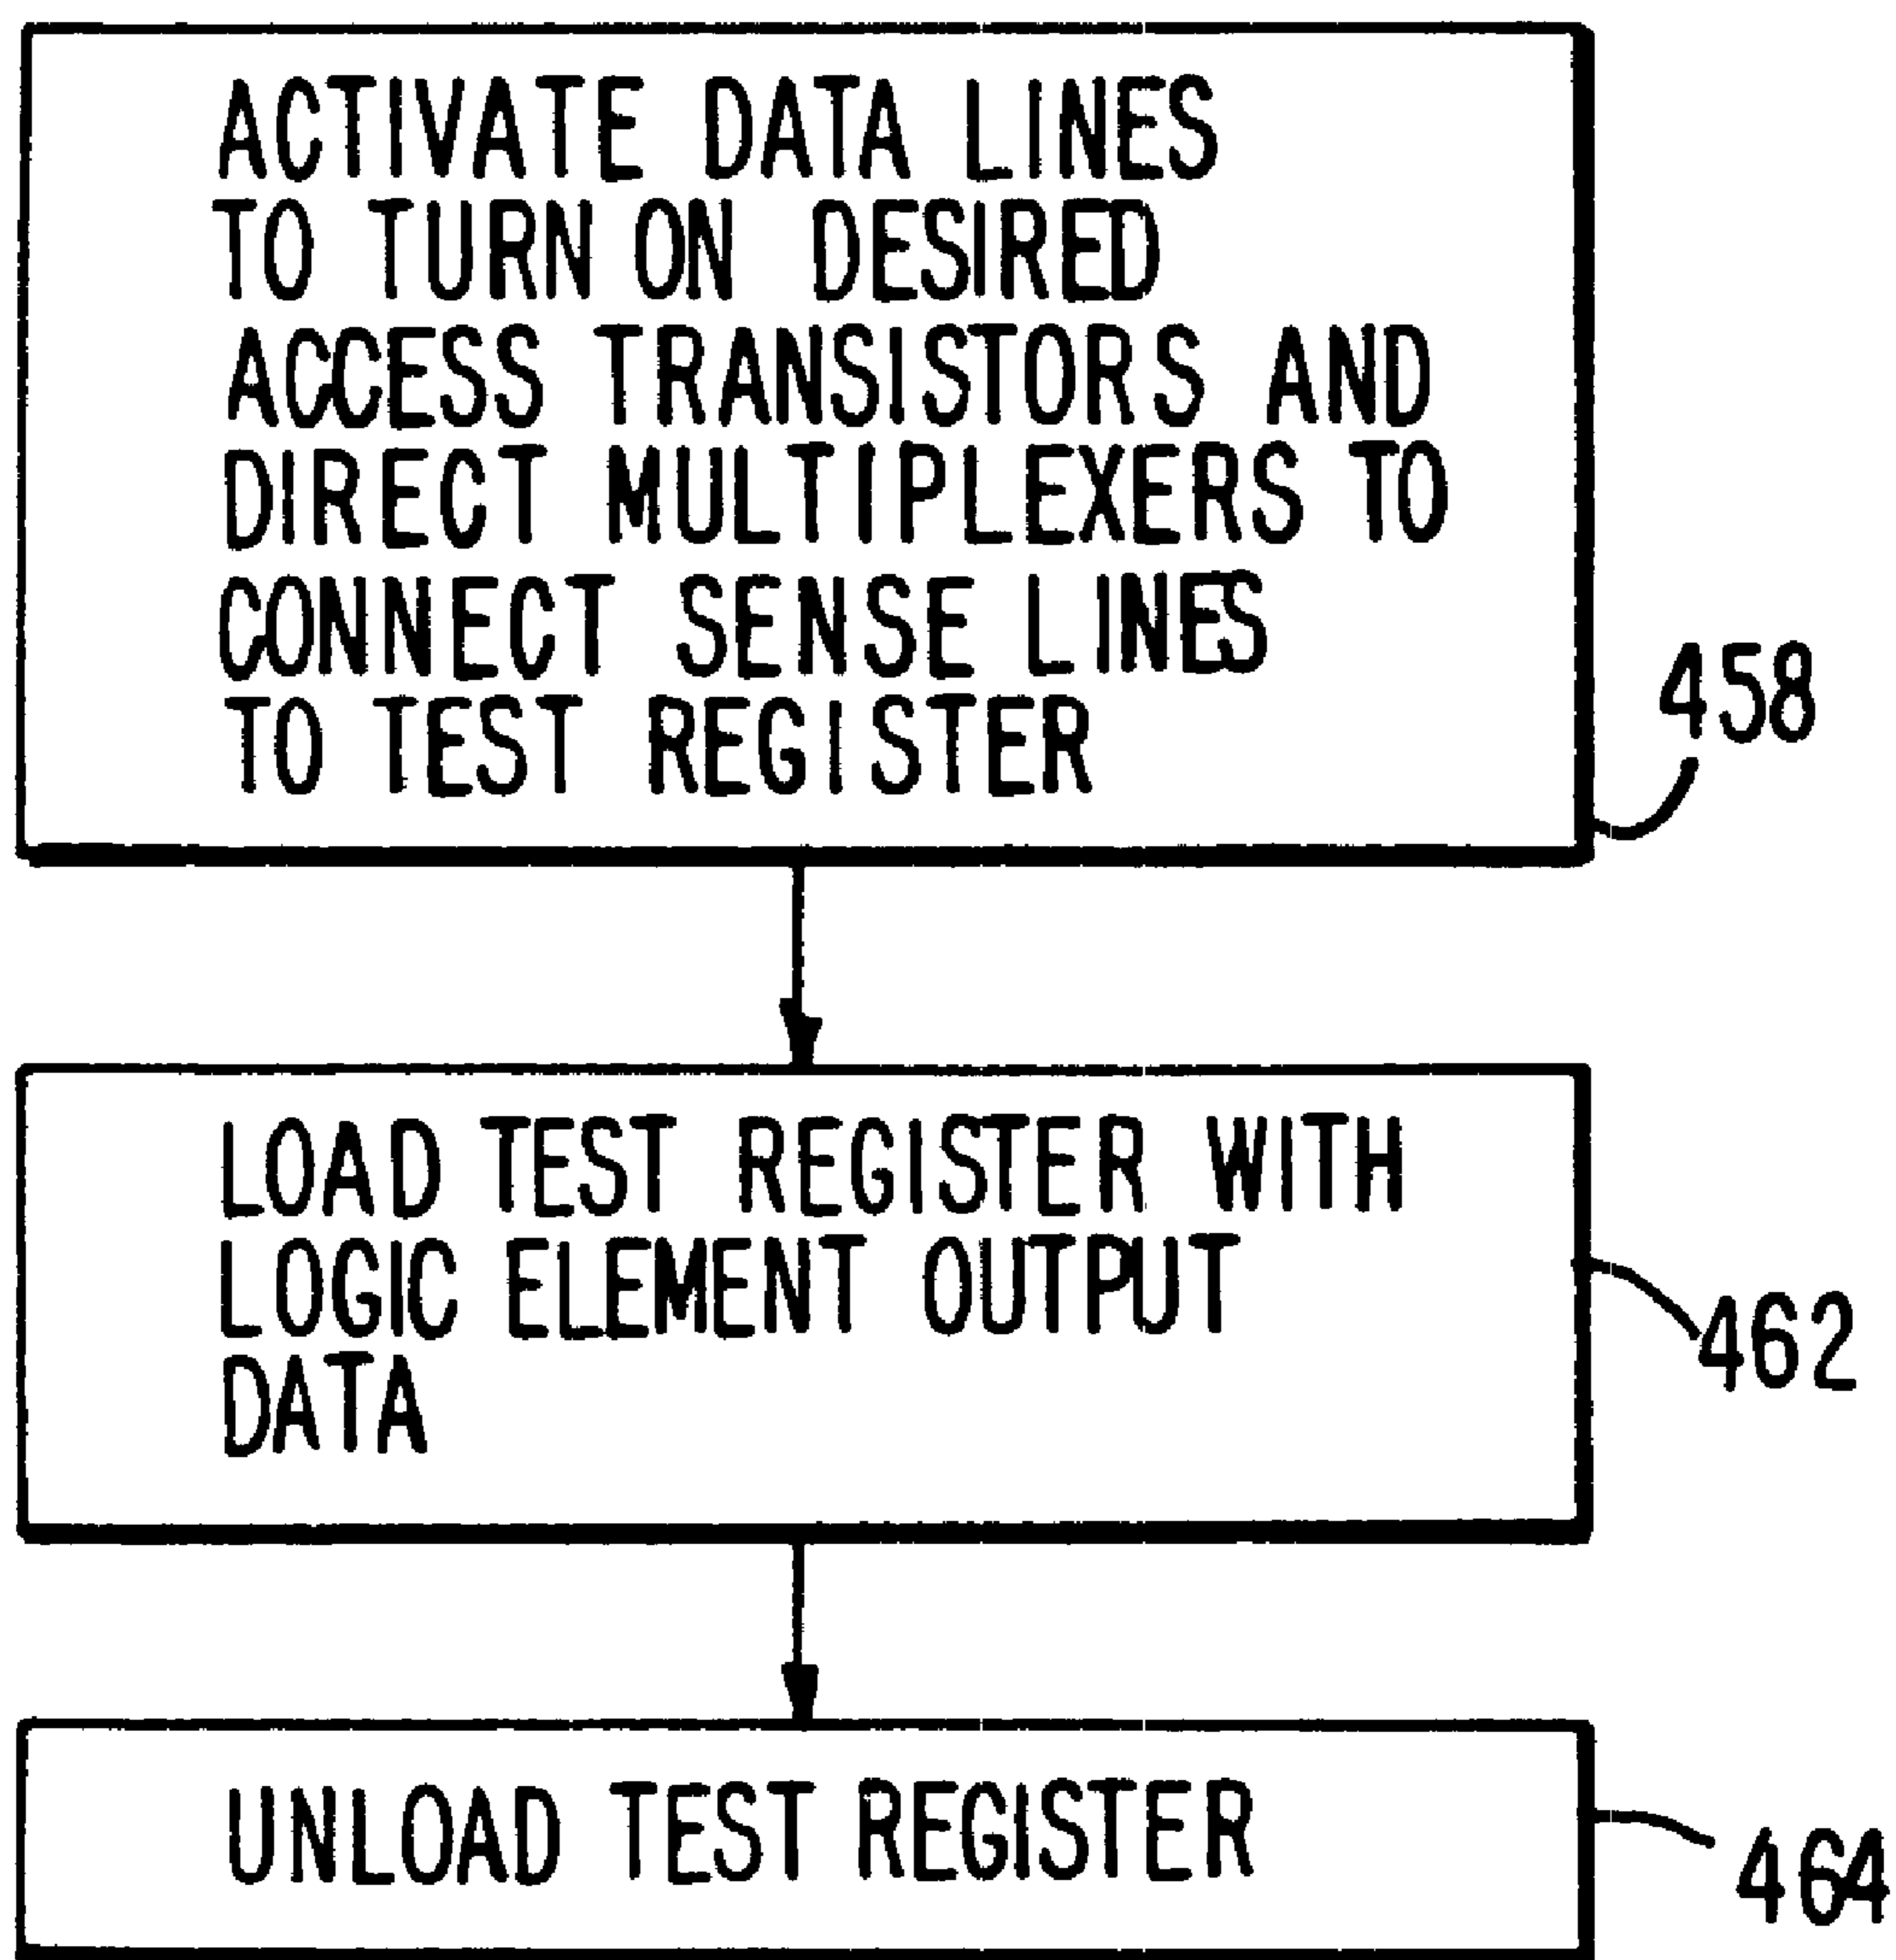 ACTIVATE DATA LINES
TO TURN ON DESIRED
ACCESS TRANSISTORS AND
DIRECT MULTIPLEXERS TO
CONNECT SENSE LINES
TO TEST REGISTER
458
LOAD TEST REGISTER WITH
LOGIC ELEMENT OUTPUT
DATA
462
UNLOAD TEST REGISTER
464